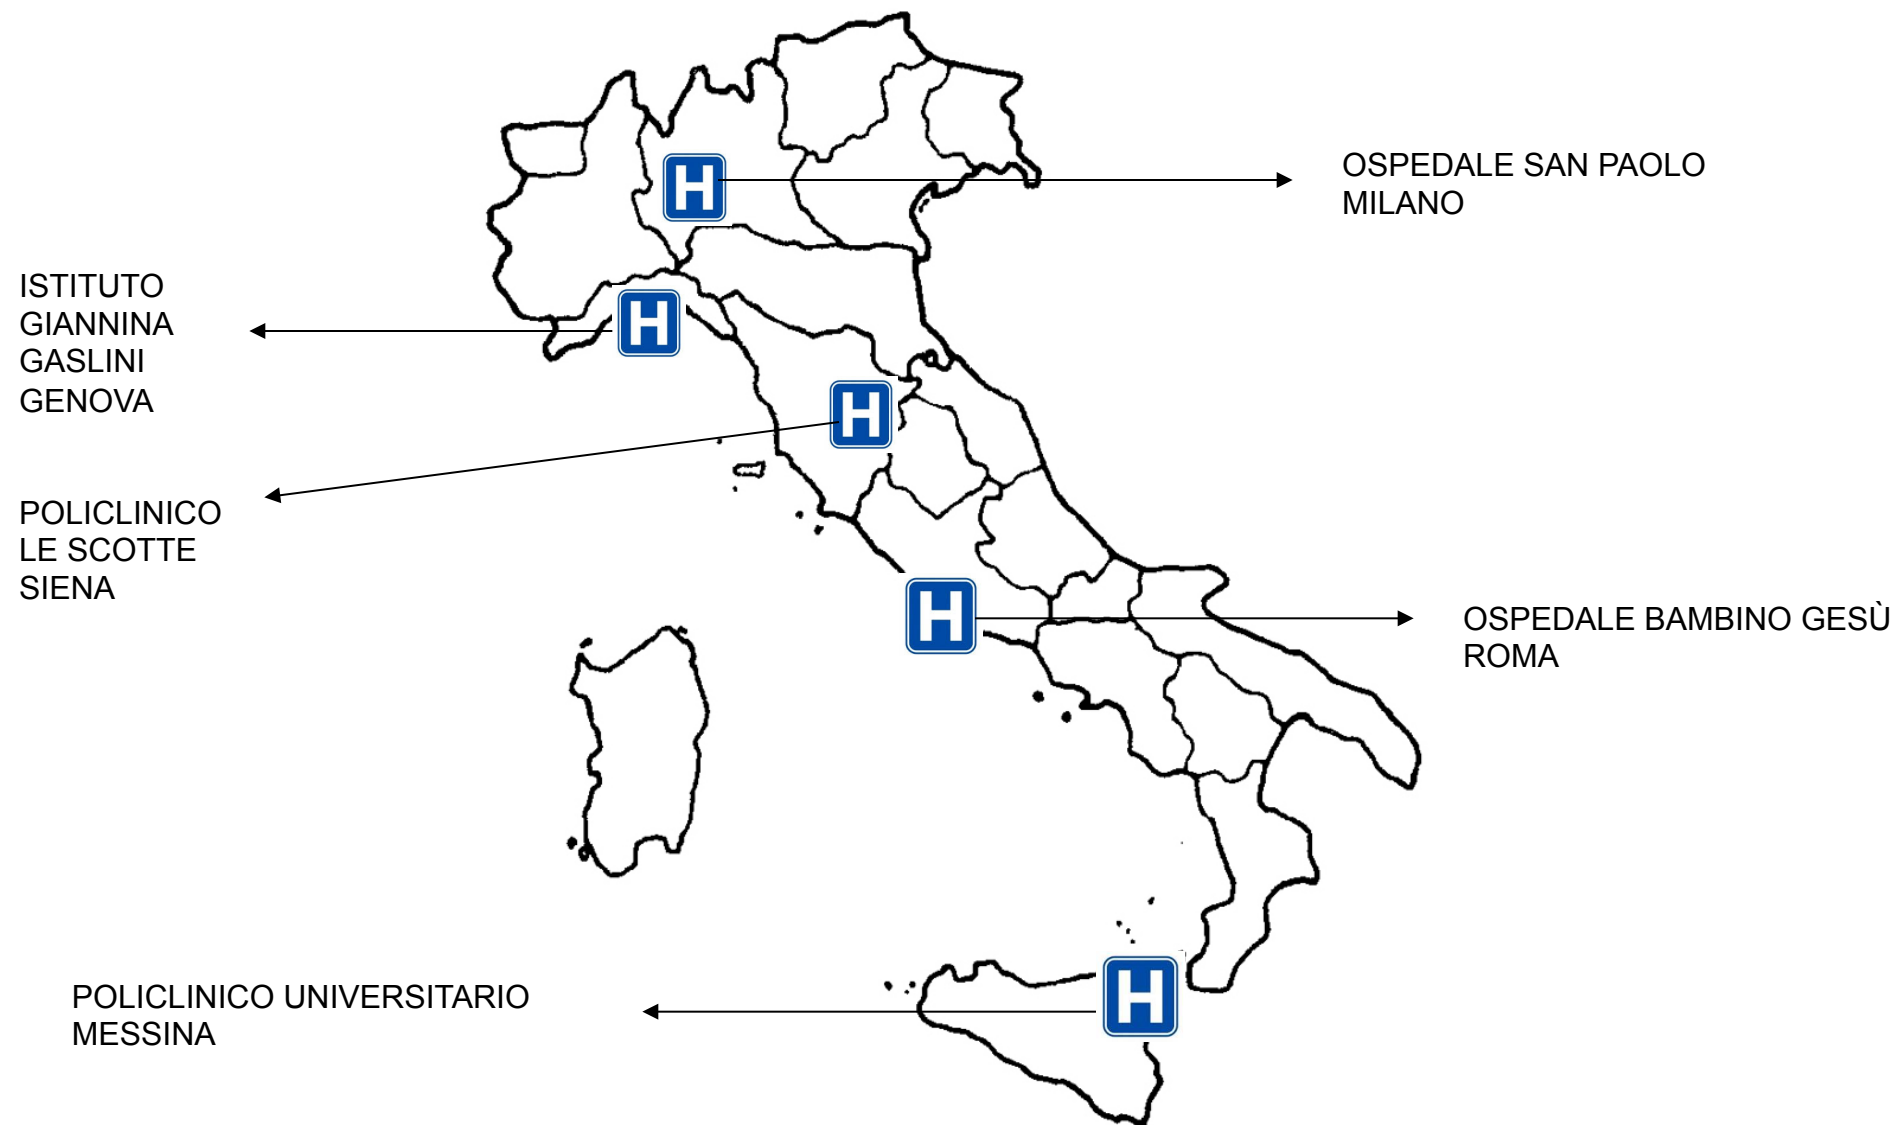 OSPEDALE SAN PAOLO
MILANO
ISTITUTO
GIANNINA
GASLINI
GENOVA
POLICLINICO
LE SCOTTE
SIENA
OSPEDALE BAMBINO GESÙ
ROMA
POLICLINICO UNIVERSITARIO
MESSINA
H
H
H
H
H